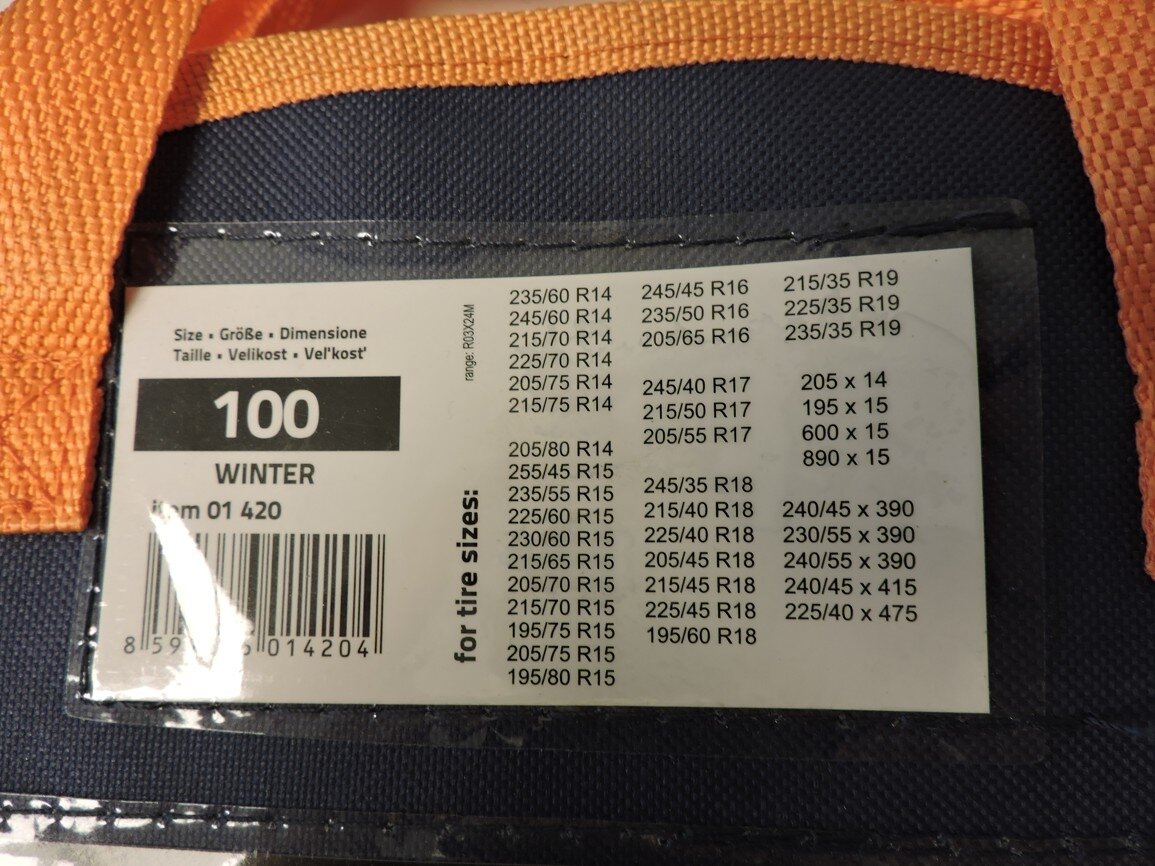 Size • Größe • Dimensione
Taille • Velikost • Vel'kost'
100
WINTER
01 420
014204
range: R03X24M
for tire sizes:
235/60 R14
245/60 R14
215/70 R14
225/70 R14
205/75 R14
215/75 R14
205/80 R14
255/45 R15
235/55 R15
225/60 R15
230/60 R15
215/65 R15
205/70 R15
215/70 R15
195/75 R15
205/75 R15
195/80 R15
245/45 R16
235/50 R16
205/65 R16
245/40 R17
215/50 R17
205/55 R17
245/35 R18
215/40 R18
225/40 R18
205/45 R18
215/45 R18
225/45 R18
195/60 R18
215/35 R19
225/35 R19
235/35 R19
205 x 14
195 x 15
600 x 15
890 x 15
240/45 x 390
230/55 x 390
240/55 x 390
240/45 x 415
225/40 x 475